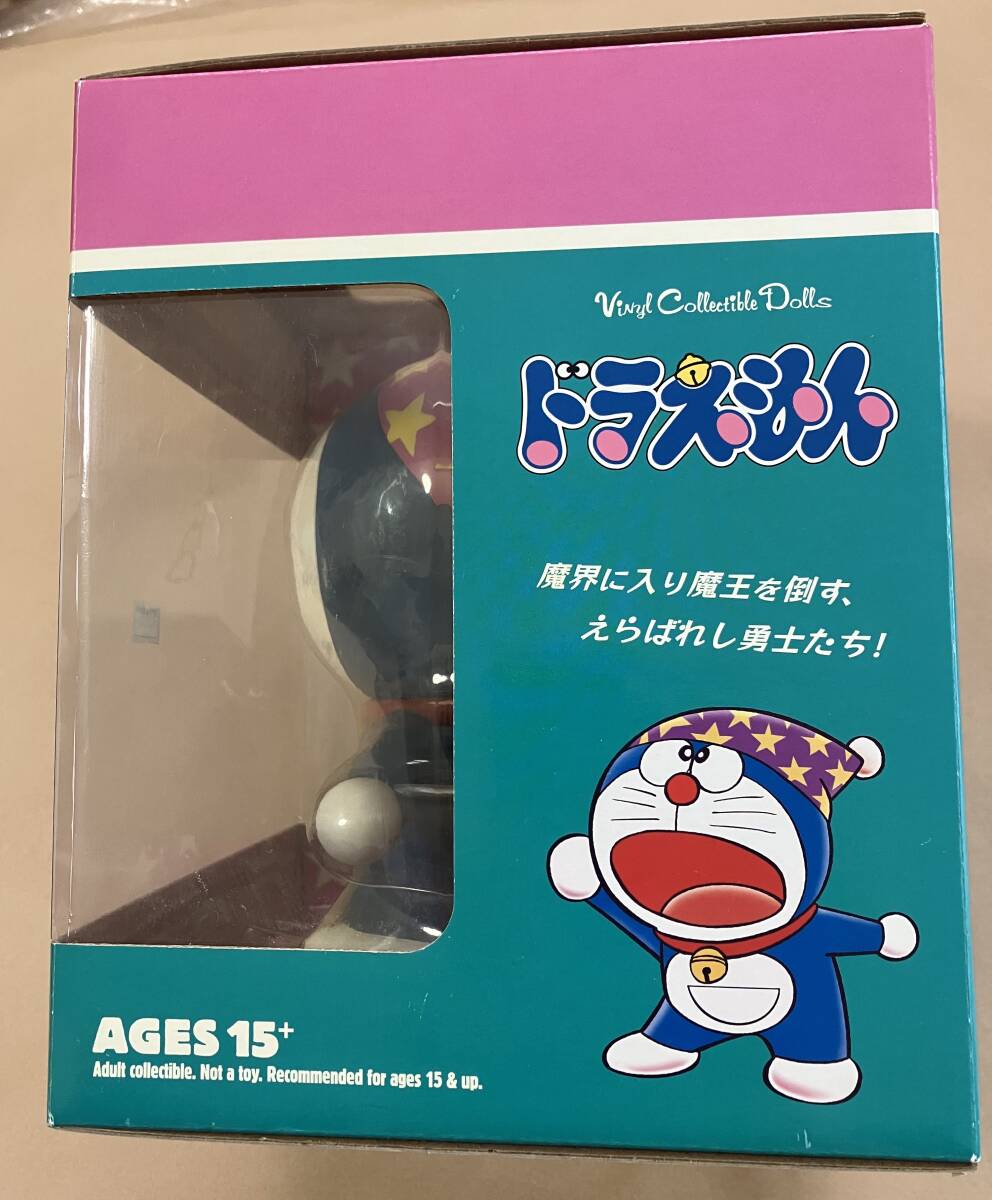 Vinyl Collectible Dolls
ドラえもん
魔界に入り魔王を倒す、
えらばれし勇士たち！
AGES 15+
Adult collectible. Not a toy. Recommended for ages 15 & up.